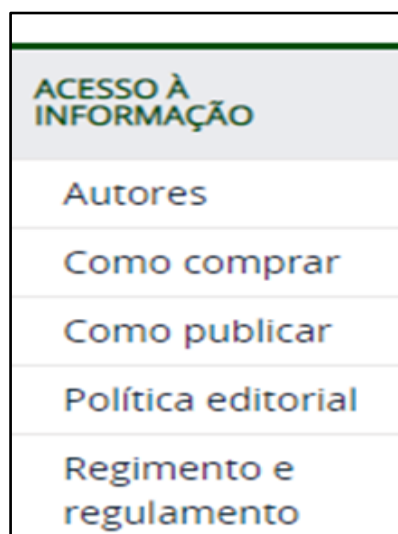 ACESSO À
INFORMAÇÃO
Autores
Como comprar
Como publicar
Política editorial
Regimento e
regulamento